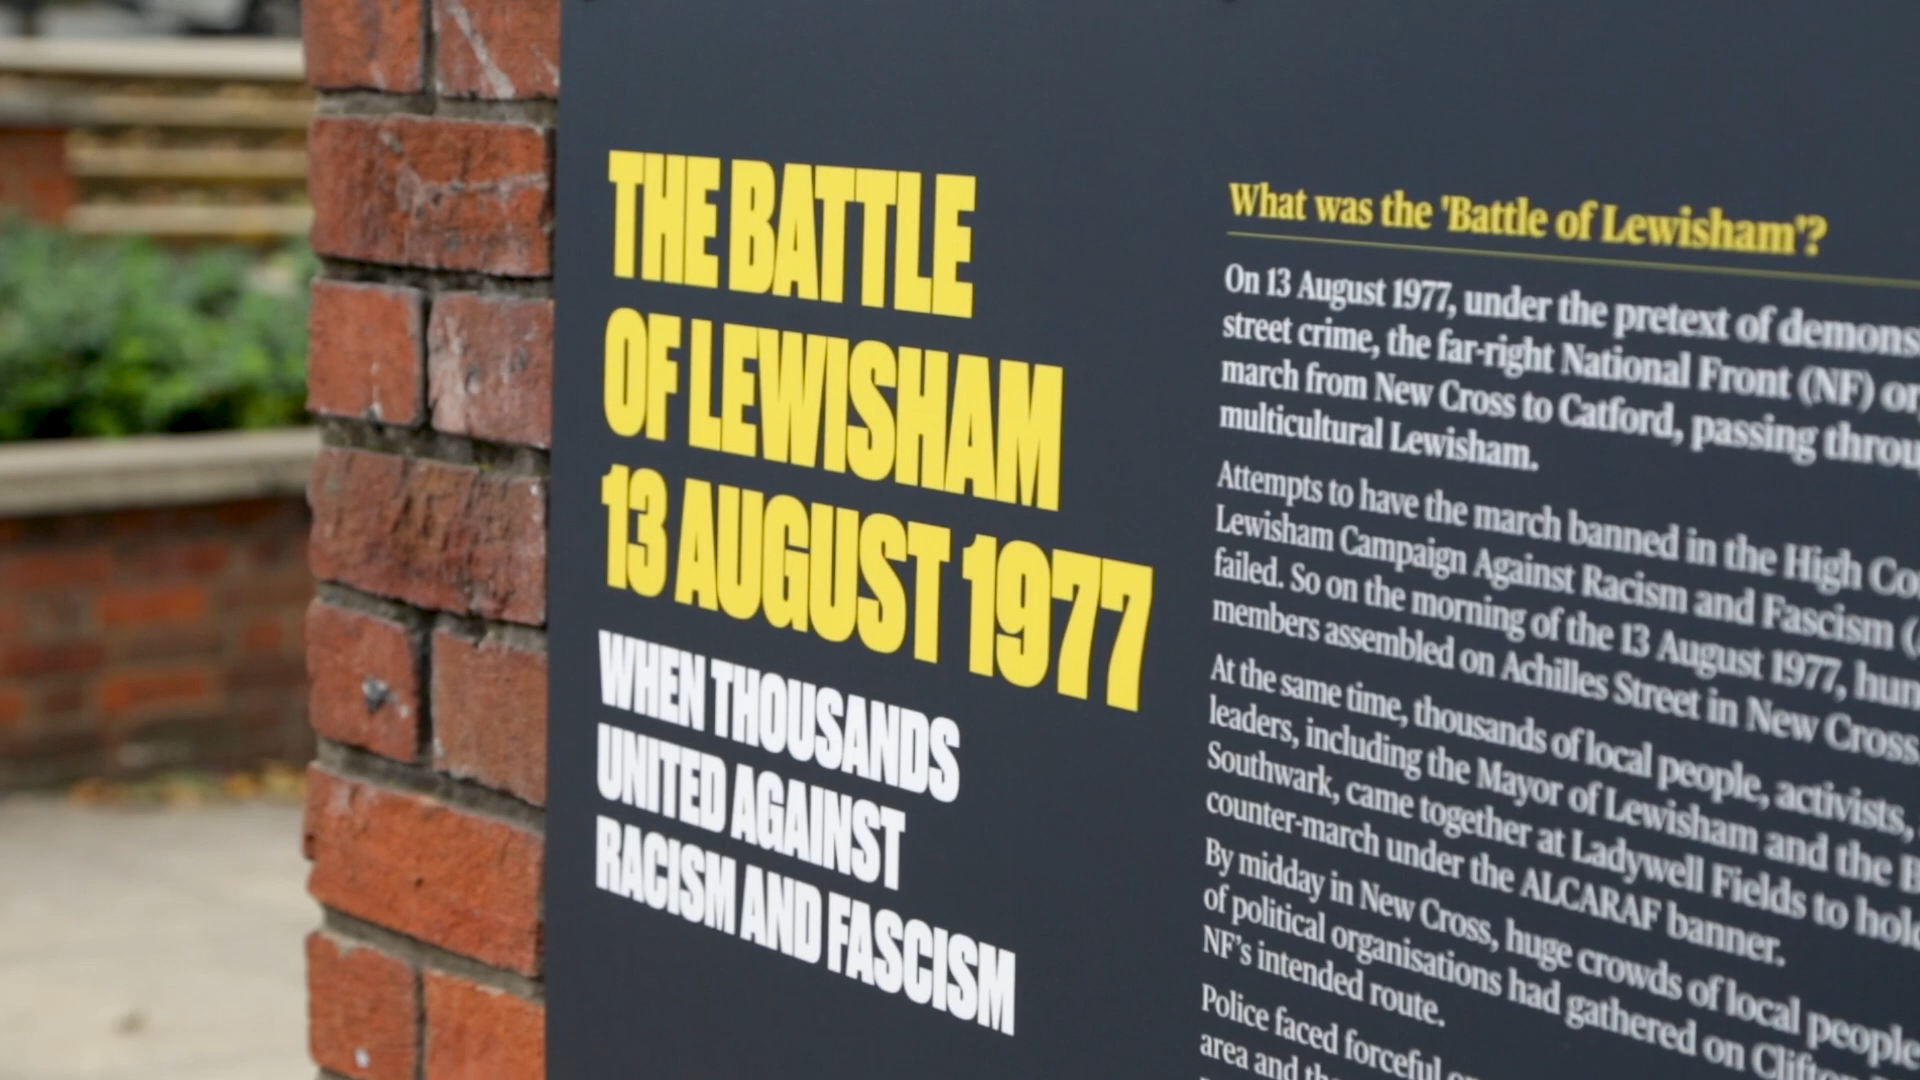 THE BATTLE
OF LEWISHAM
13 AUGUST 1977
WHEN THOUSANDS
UNITED AGAINST
RACISM AND FASCISM
What was the 'Battle of Lewisham'?
On 13 August 1977, under the pretext of demons
street crime, the far-right National Front (NF) or
march from New Cross to Catford, passing throu
multicultural Lewisham.
Attempts to have the march banned in the High Co
Lewisham Campaign Against Racism and Fascism (
failed. So on the morning of the 13 August 1977, hun
members assembled on Achilles Street in New Cross
At the same time, thousands of local people, activists,
leaders, including the Mayor of Lewisham and the B
Southwark, came together at Ladywell Fields to hold
counter-march under the ALCARAF banner.
By midday in New Cross, huge crowds of local people
of political organisations had gathered on Clifto
NF's intended route.
Police faced forceful
area and